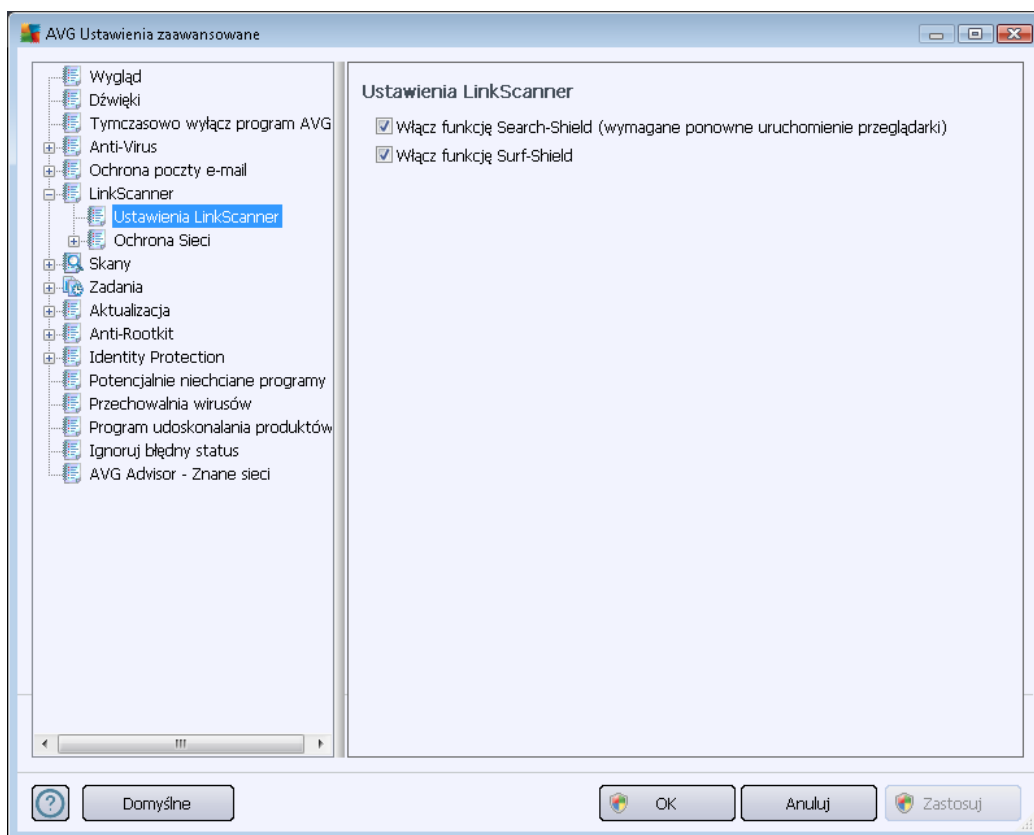 AVG Ustawienia zaawansowane
Wygląd
Dźwięki
Tymczasowo wyłącz program AVG
Anti-Virus
Ochrona poczty e-mail
LinkScanner
Ustawienia LinkScanner
Ochrona Sieci
Skany
Zadania
Aktualizacja
Anti-Rootkit
Identity Protection
Potencjalnie niechciane programy
Przechowalnia wirusów
Program udoskonalania produktów
Ignoruj błędny status
AVG Advisor - Znane sieci
Ustawienia LinkScanner
Włącz funkcję Search-Shield (wymagane ponowne uruchomienie przeglądarki)
Włącz funkcję Surf-Shield
Domyślne
OK
Anuluj
Zastosuj